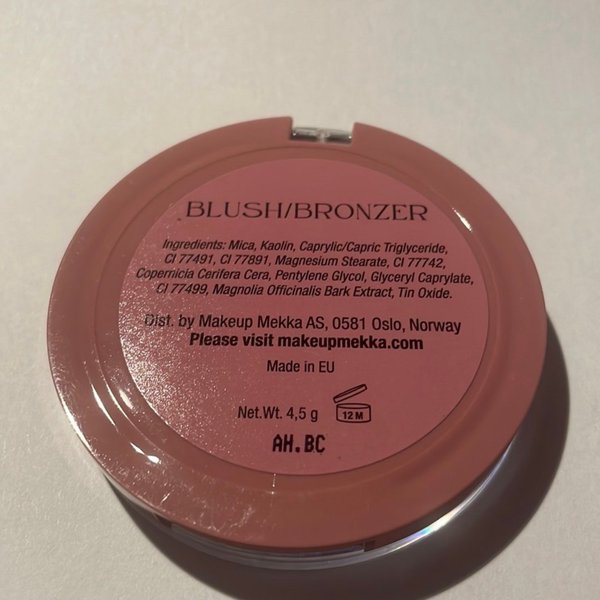 BLUSH/BRONZER
Ingredients: Mica, Kaolin, Caprylic/Capric Triglyceride,
CI 77491, CI 77891, Magnesium Stearate, CI 77742,
Copernicia Cerifera Cera, Pentylene Glycol, Glyceryl Caprylate,
CI 77499, Magnolia Officinalis Bark Extract, Tin Oxide.
Dist. by Makeup Mekka AS, 0581 Oslo, Norway
Please visit makeupmekka.com
Made in EU
Net.Wt. 4,5 g
12 M
AH.BC